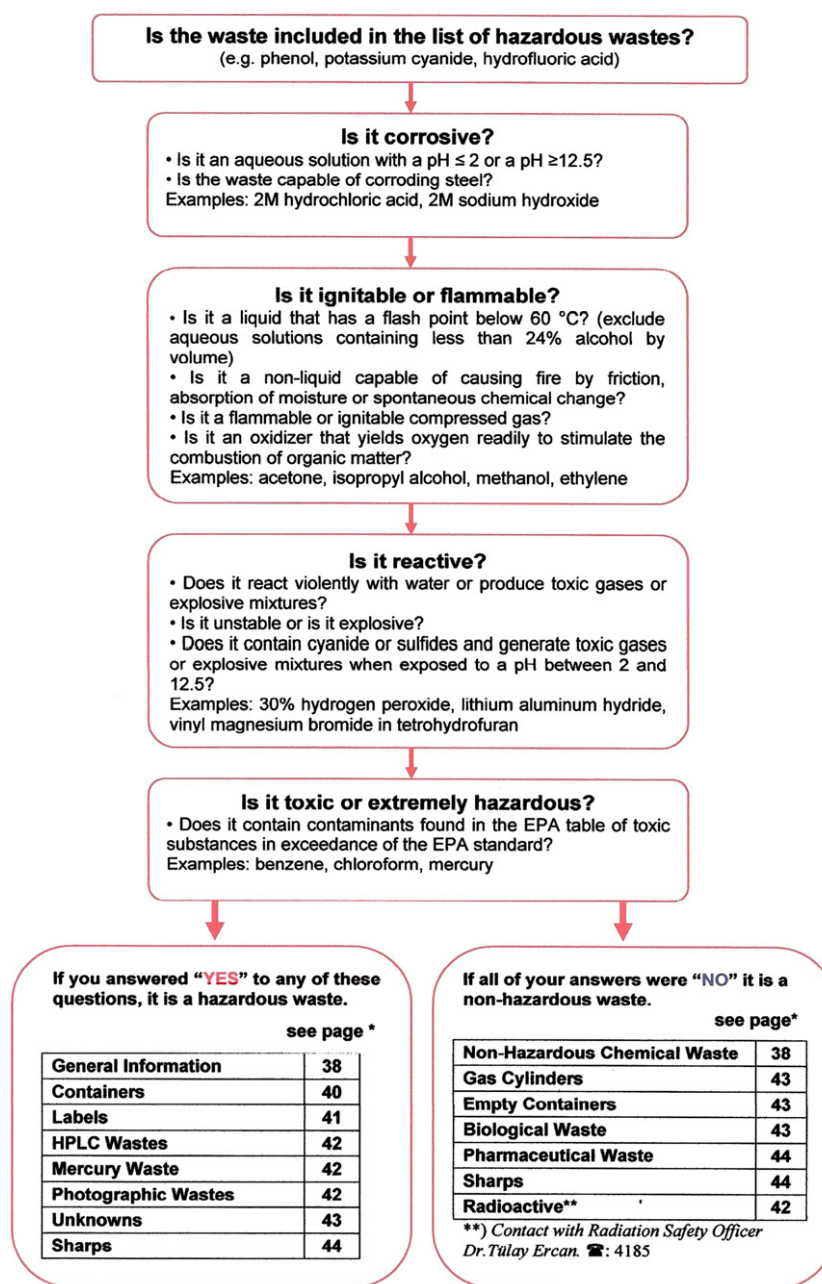 Is the waste included in the list of hazardous wastes?
(e.g. phenol, potassium cyanide, hydrofluoric acid)
Is it corrosive?
• Is it an aqueous solution with a pH ≤ 2 or a pH ≥12.5?
• Is the waste capable of corroding steel?
Examples: 2M hydrochloric acid, 2M sodium hydroxide
Is it ignitable or flammable?
• Is it a liquid that has a flash point below 60 °C? (exclude
aqueous solutions containing less than 24% alcohol by
volume)
• Is it a non-liquid capable of causing fire by friction,
absorption of moisture or spontaneous chemical change?
• Is it a flammable or ignitable compressed gas?
• Is it an oxidizer that yields oxygen readily to stimulate the
combustion of organic matter?
Examples: acetone, isopropyl alcohol, methanol, ethylene
Is it reactive?
• Does it react violently with water or produce toxic gases or
explosive mixtures?
• Is it unstable or is it explosive?
• Does it contain cyanide or sulfides and generate toxic gases
or explosive mixtures when exposed to a pH between 2 and
12.5?
Examples: 30% hydrogen peroxide, lithium aluminum hydride,
vinyl magnesium bromide in tetrohydrofuran
Is it toxic or extremely hazardous?
• Does it contain contaminants found in the EPA table of toxic
substances in exceedance of the EPA standard?
Examples: benzene, chloroform, mercury
If you answered “YES” to any of these
questions, it is a hazardous waste.
see page *
General Information 38
Containers 40
Labels 41
HPLC Wastes 42
Mercury Waste 42
Photographic Wastes 42
Unknowns 43
Sharps 44
If all of your answers were “NO” it is a
non-hazardous waste.
see page*
Non-Hazardous Chemical Waste 38
Gas Cylinders 43
Empty Containers 43
Biological Waste 43
Pharmaceutical Waste 44
Sharps 44
Radioactive** 42
**) Contact with Radiation Safety Officer
Dr. Tülay Ercan. ☎: 4185